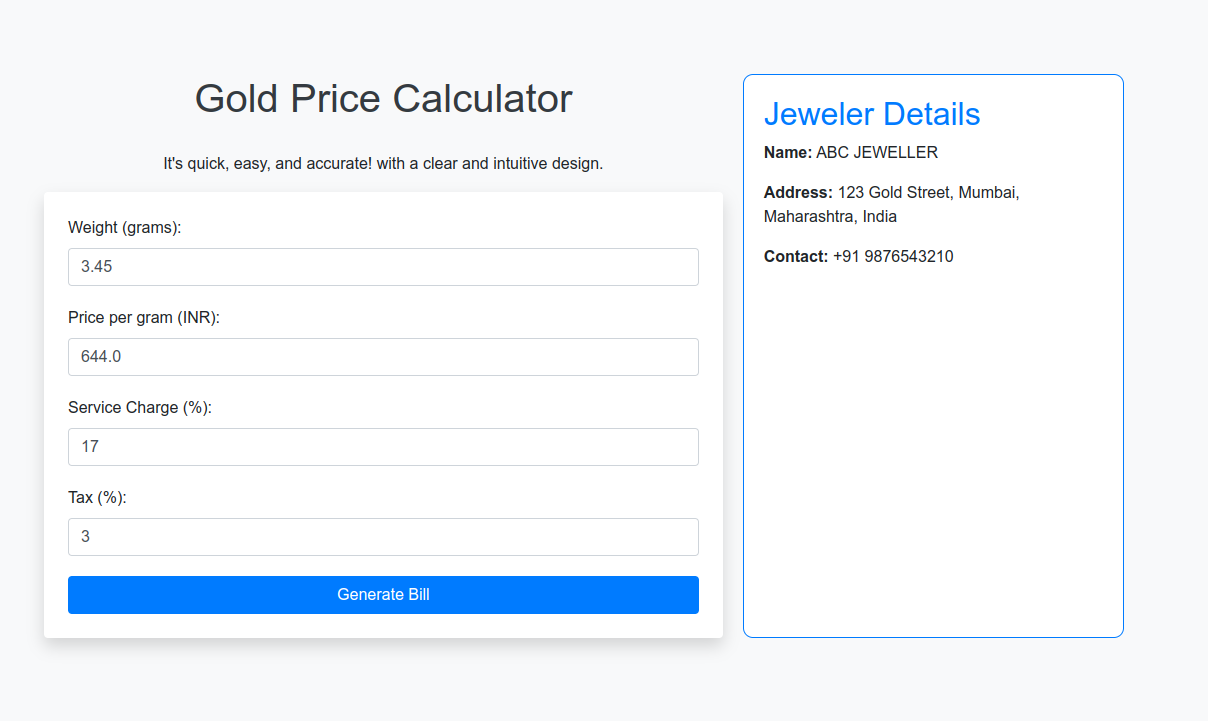 Gold Price Calculator
It's quick, easy, and accurate! with a clear and intuitive design.
Weight (grams):
3.45
Price per gram (INR):
644.0
Service Charge (%):
17
Tax (%):
3
Generate Bill
Jeweler Details
Name: ABC JEWELLER
Address: 123 Gold Street, Mumbai,
Maharashtra, India
Contact: +91 9876543210